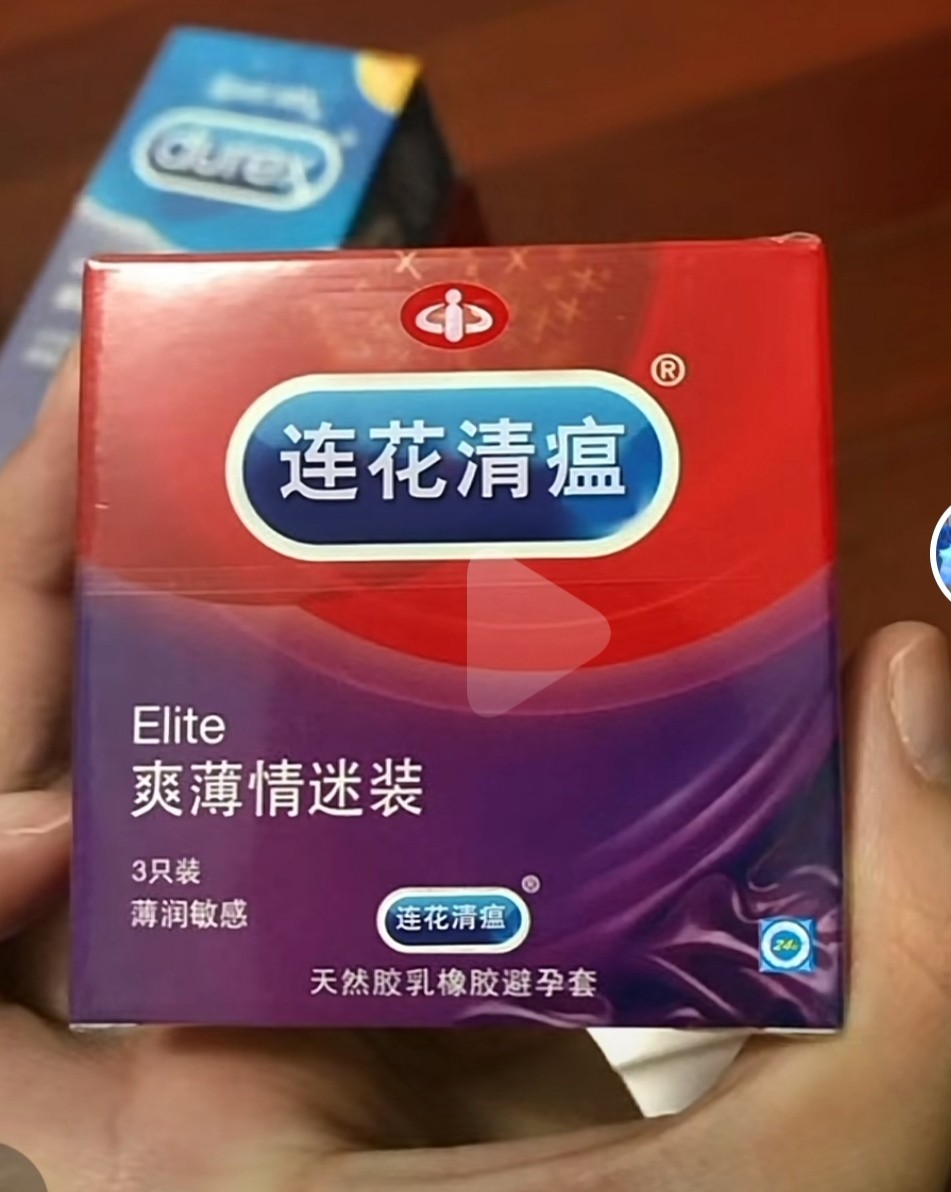 durex
®
连花清瘟
Elite
爽薄情迷装
3只装
薄润敏感
®
连花清瘟
天然胶乳橡胶避孕套
24